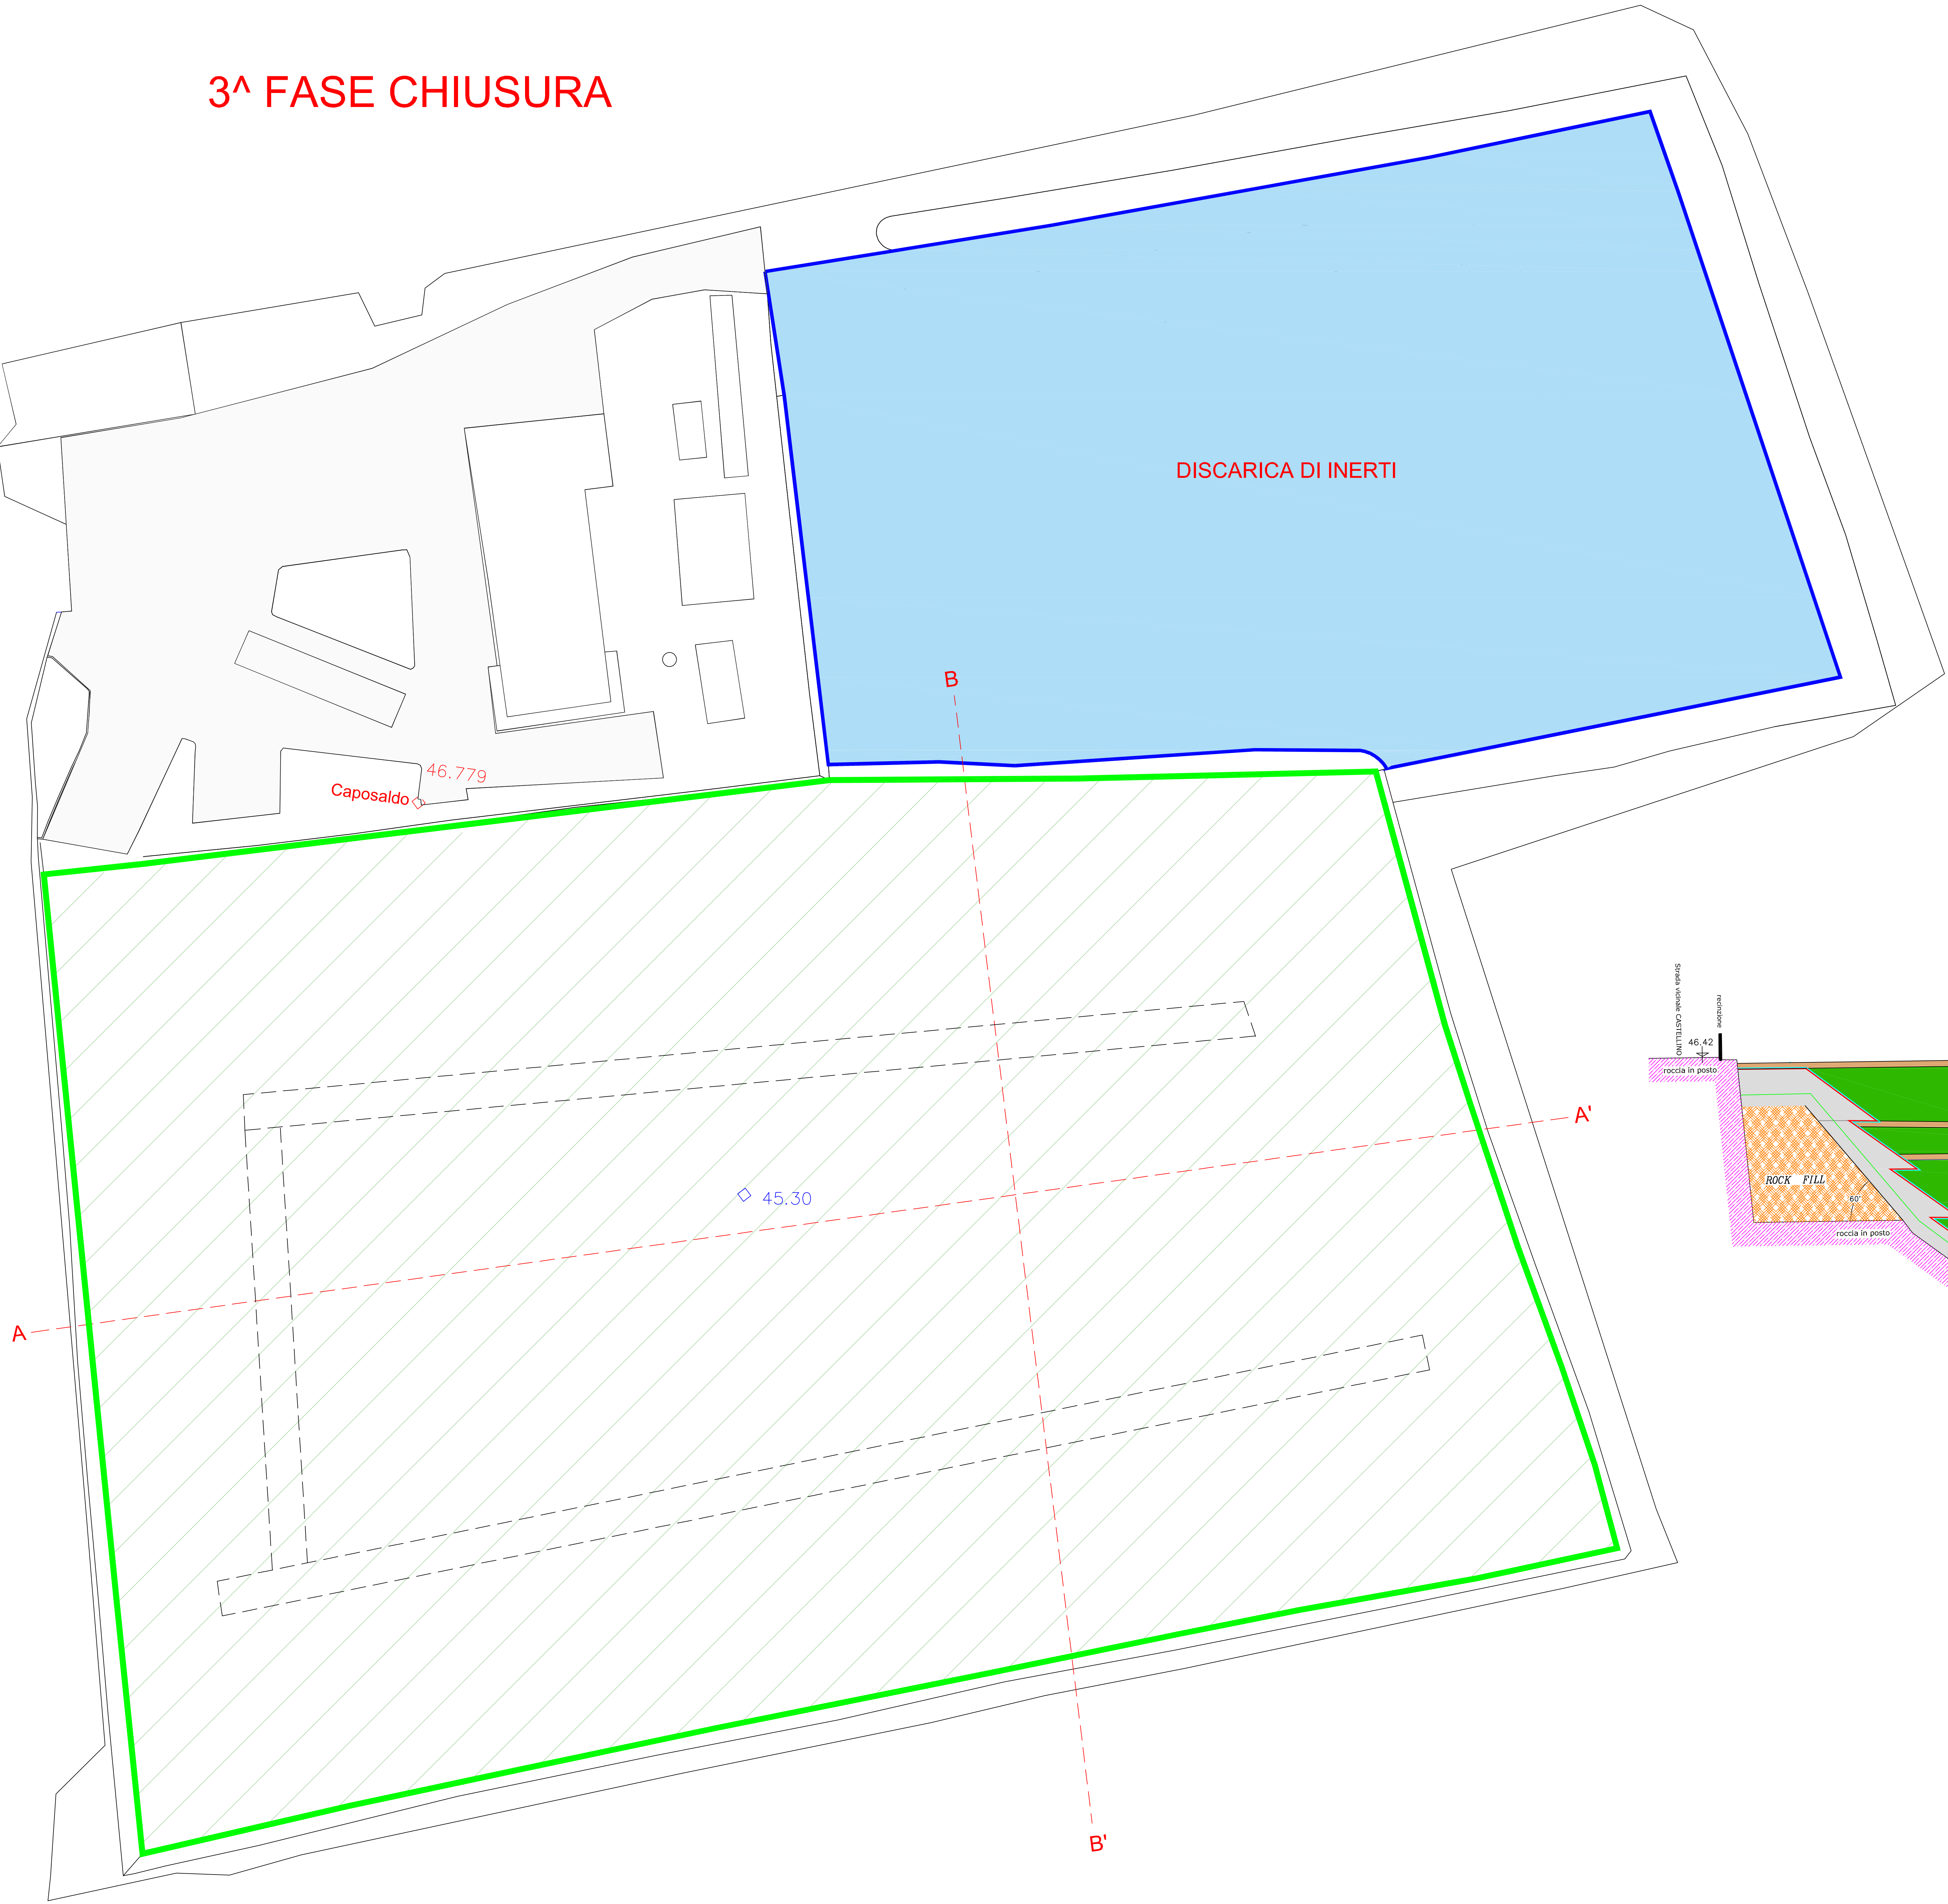 3^ FASE CHIUSURA
DISCARICA DI INERTI
B
46.779
Caposaldo
Strada vicinale CASTELLINO
recinzione
46.42
roccia in posto
A'
ROCK FILL
60°
45.30
roccia in posto
A
B'